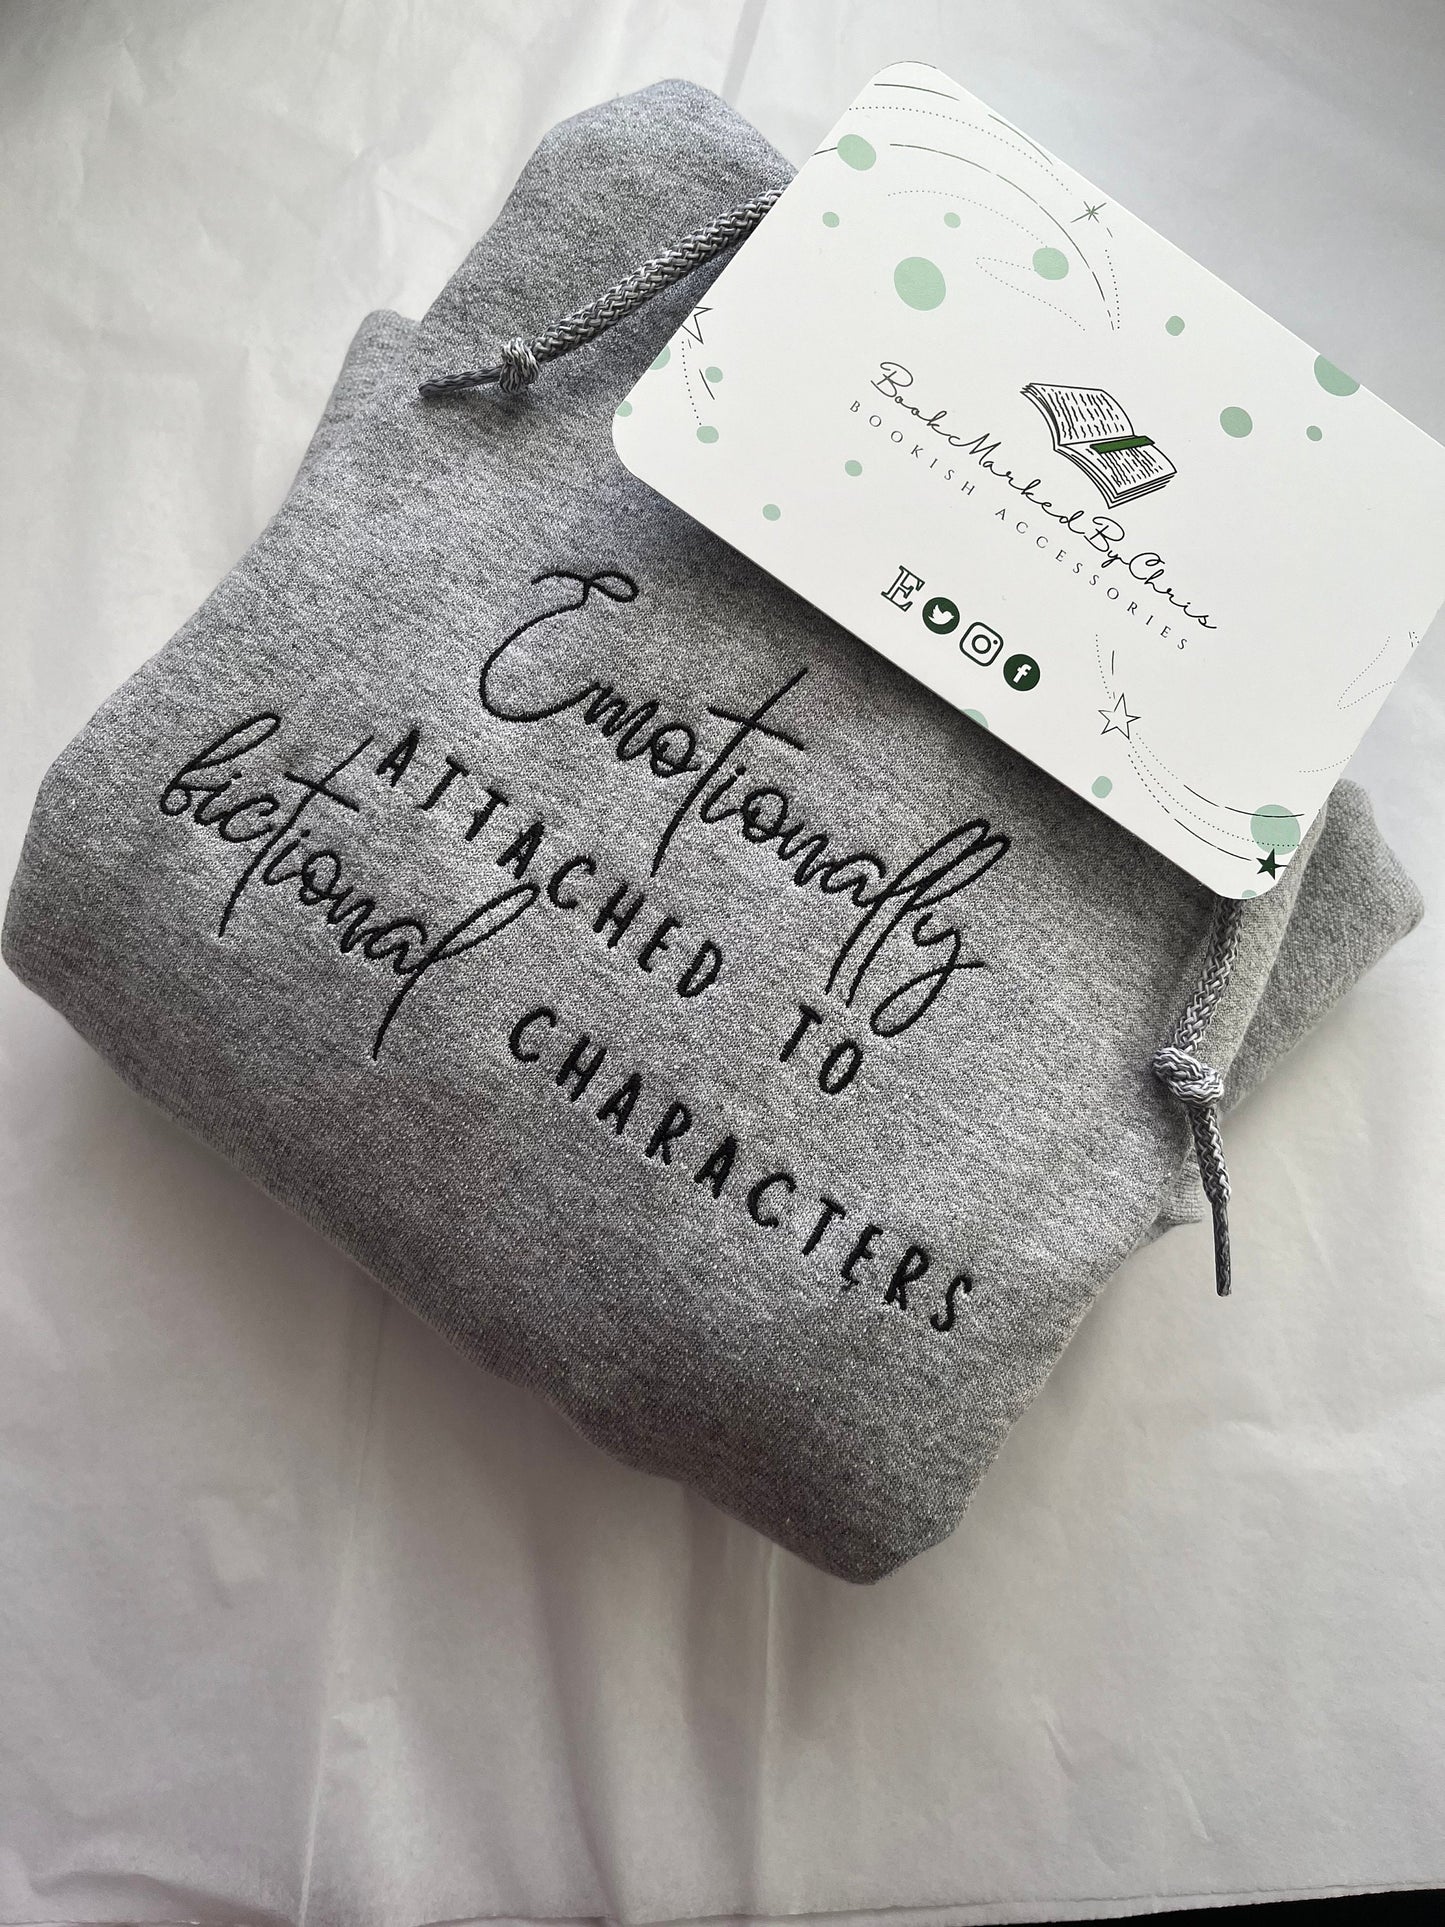 BookMarkedByChris
BOOKISH ACCESSORIES
E
Emotionally
ATTACHED TO
fictional CHARACTERS